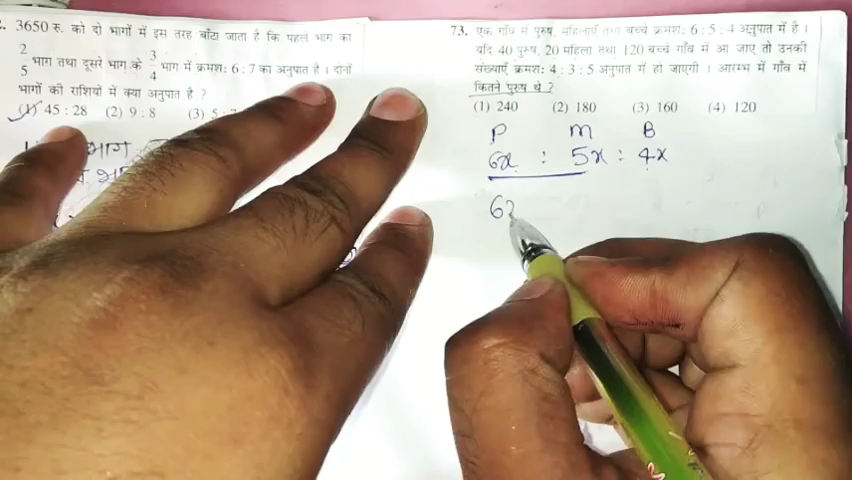 2. 3650 रु. को दो भागों में इस तरह बाँटा जाता है कि पहले भाग का
2/5 भाग तथा दूसरे भाग के 3/4 भाग में क्रमश: 6 : 7 का अनुपात है । दोनों
भागों की राशियों में क्या अनुपात है ?
(1) 45 : 28 (2) 9 : 8 (3) 5 : 7
भाग
73. एक गाँव में पुरुष, महिलाएँ तथा बच्चे क्रमश: 6 : 5 : 4 अनुपात में है ।
यदि 40 पुरुष, 20 महिला तथा 120 बच्चे गाँव में आ जाए तो उनकी
संख्याएँ क्रमश: 4 : 3 : 5 अनुपात में हो जाएगी । आरम्भ में गाँव में
कितने पुरुष थे ?
(1) 240 (2) 180 (3) 160 (4) 120
P M B
6x : 5x : 4x